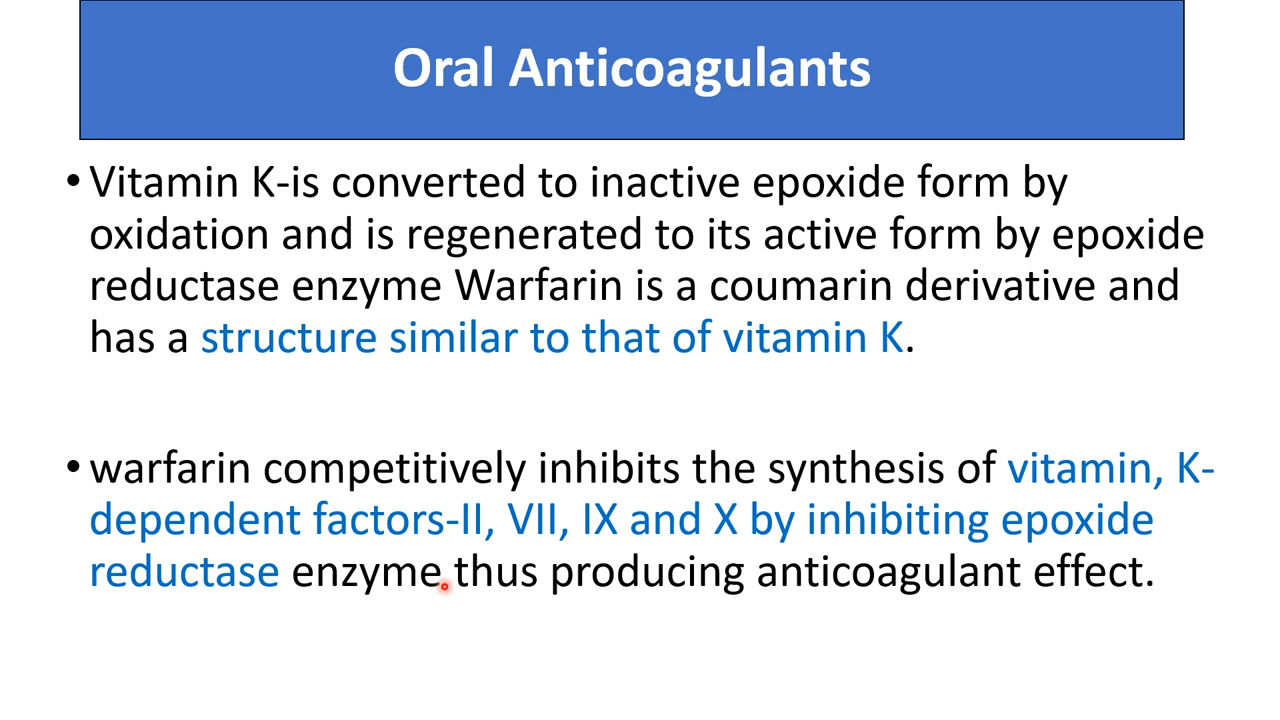 Oral Anticoagulants
• Vitamin K-is converted to inactive epoxide form by
oxidation and is regenerated to its active form by epoxide
reductase enzyme Warfarin is a coumarin derivative and
has a structure similar to that of vitamin K.
• warfarin competitively inhibits the synthesis of vitamin, K-
dependent factors-II, VII, IX and X by inhibiting epoxide
reductase enzyme thus producing anticoagulant effect.